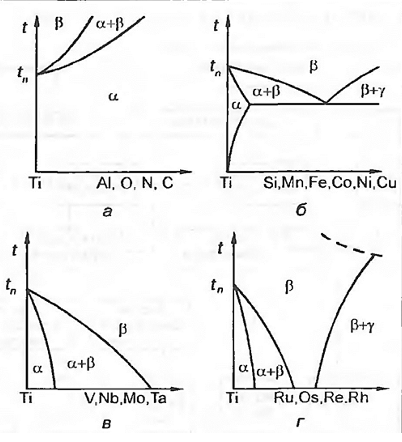 t
β
α+β
tп
α
Ti
Al, O, N, C
а
t
β
tп
α+β
β+γ
α
Ti
Si,Mn,Fe,Co,Ni,Cu
б
t
tп
β
α
α+β
Ti
V,Nb,Mo,Ta
в
t
tп
β
β+γ
α
α+β
Ti
Ru,Os,Re,Rh
г